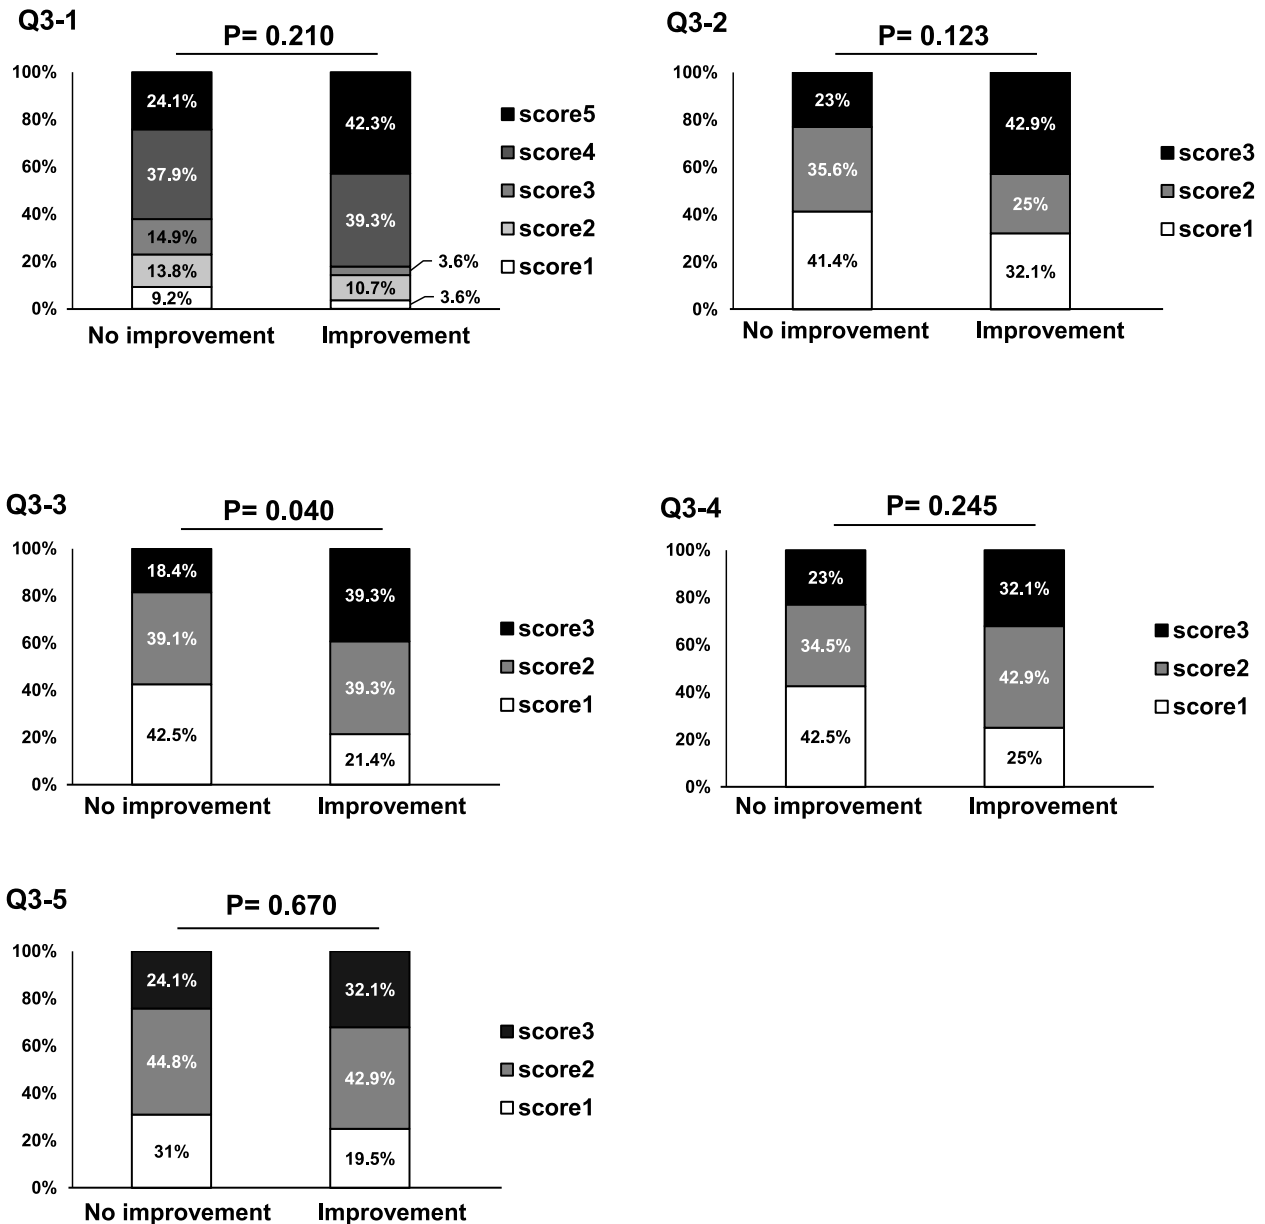 Q3-1
P= 0.210
100%
80%
60%
40%
20%
0%
24.1%
37.9%
14.9%
13.8%
9.2%
42.3%
39.3%
3.6%
10.7%
3.6%
score5
score4
score3
score2
score1
No improvement
Improvement
Q3-2
P= 0.123
100%
80%
60%
40%
20%
0%
23%
35.6%
41.4%
42.9%
25%
32.1%
score3
score2
score1
No improvement
Improvement
Q3-3
P= 0.040
100%
80%
60%
40%
20%
0%
18.4%
39.1%
42.5%
39.3%
39.3%
21.4%
score3
score2
score1
No improvement
Improvement
Q3-4
P= 0.245
100%
80%
60%
40%
20%
0%
23%
34.5%
42.5%
32.1%
42.9%
25%
score3
score2
score1
No improvement
Improvement
Q3-5
P= 0.670
100%
80%
60%
40%
20%
0%
24.1%
44.8%
31%
32.1%
42.9%
19.5%
score3
score2
score1
No improvement
Improvement